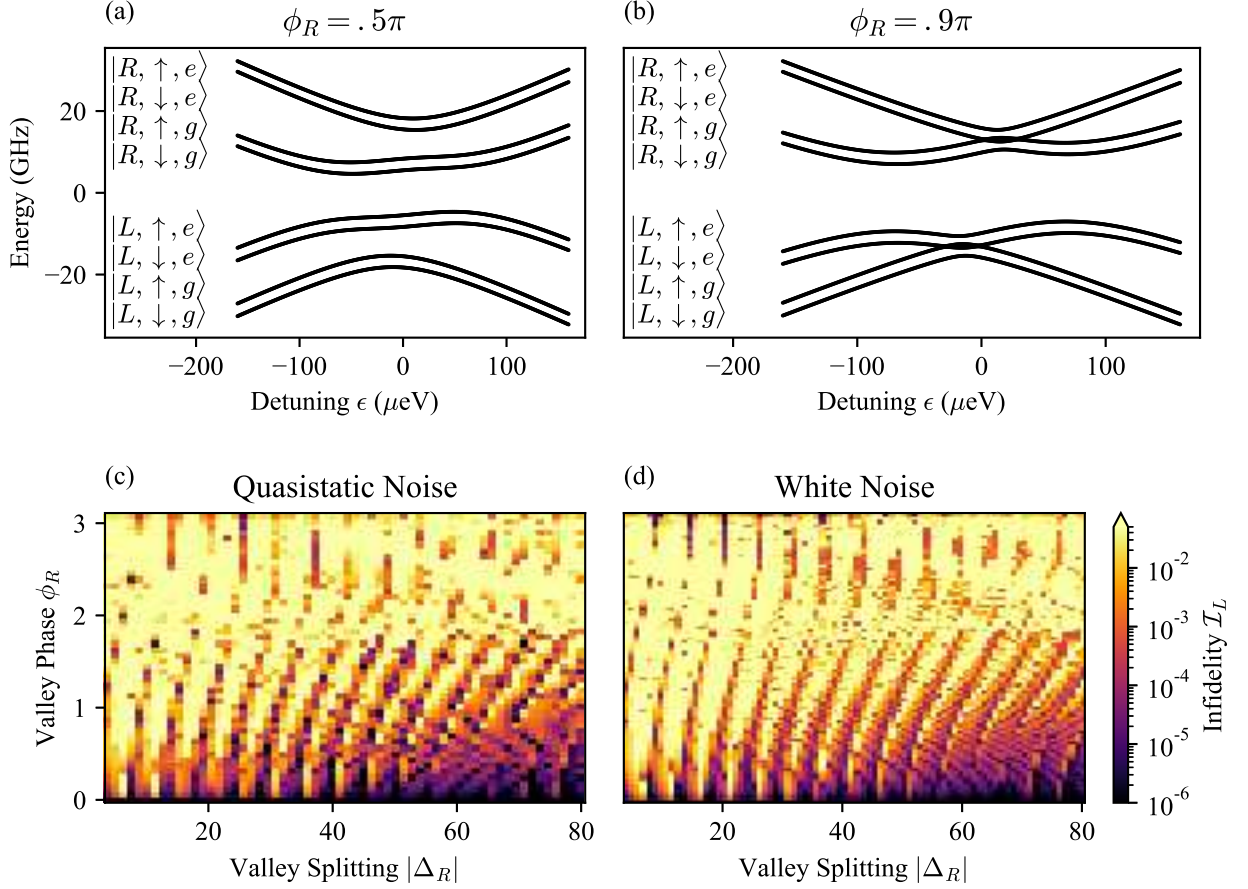 (a)
ϕ_R = .5π
|R, ↑, e⟩
|R, ↓, e⟩
|R, ↑, g⟩
|R, ↓, g⟩
|L, ↑, e⟩
|L, ↓, e⟩
|L, ↑, g⟩
|L, ↓, g⟩
Energy (GHz)
20
0
−20
−200
−100
0
100
Detuning ϵ (μeV)
(b)
ϕ_R = .9π
|R, ↑, e⟩
|R, ↓, e⟩
|R, ↑, g⟩
|R, ↓, g⟩
|L, ↑, e⟩
|L, ↓, e⟩
|L, ↑, g⟩
|L, ↓, g⟩
−200
−100
0
100
Detuning ϵ (μeV)
(c)
Quasistatic Noise
Valley Phase ϕ_R
3
2
1
0
20
40
60
80
Valley Splitting |Δ_R|
(d)
White Noise
20
40
60
80
Valley Splitting |Δ_R|
10⁻²
10⁻³
10⁻⁴
10⁻⁵
10⁻⁶
Infidelity ℐ_L